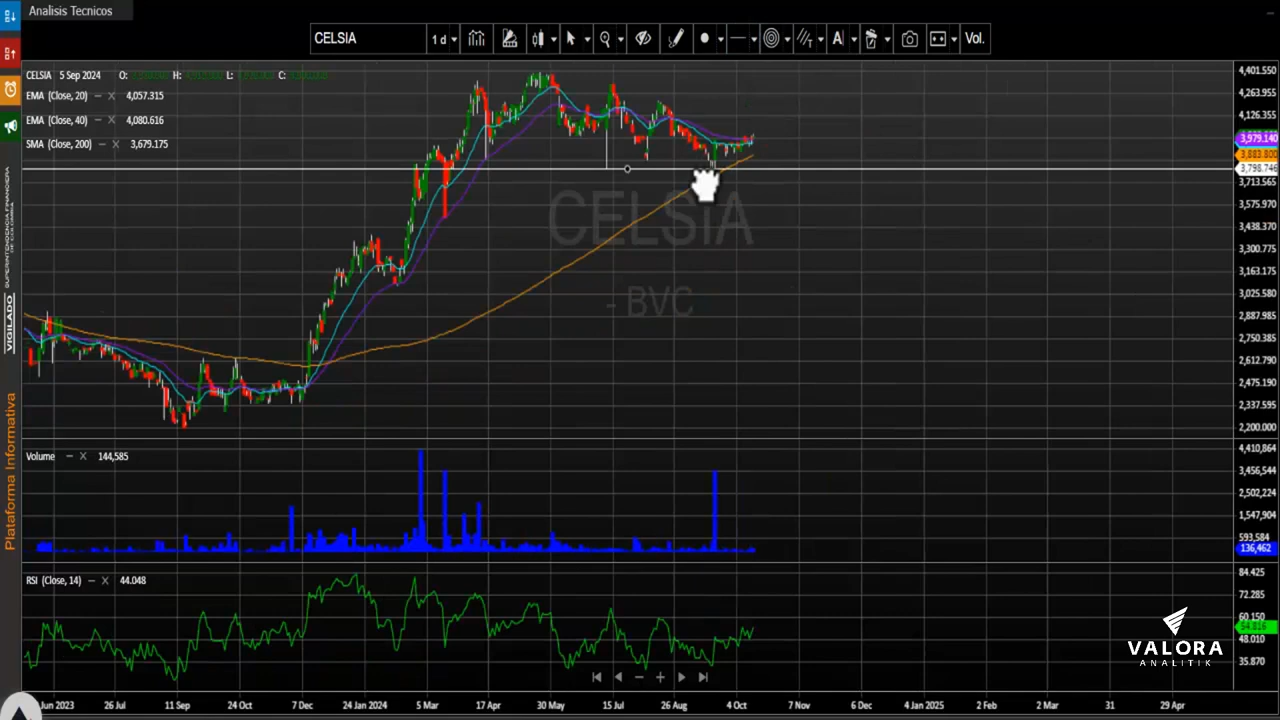 Analisis Tecnicos
CELSIA
1 d
A
Vol.
CELSIA 5 Sep 2024 O: H: L: C:
EMA (Close, 20) 4,057.315
EMA (Close, 40) 4,080.616
SMA (Close, 200) 3,679.175
CELSIA
- BVC
4,401.550
4,263.955
4,126.355
3,979.140
3,883.800
3,798.746
3,713.565
3,575.970
3,438.370
3,300.775
3,163.175
3,025.580
2,887.985
2,750.385
2,612.790
2,475.190
2,337.595
2,200.000
Volume 144,585
4,410,864
3,456,544
2,502,224
1,547,904
593,584
136,462
RSI (Close, 14) 44.048
84.425
72.285
60.150
54.816
48.010
35.870
Jun 2023 26 Jul 11 Sep 24 Oct 7 Dec 24 Jan 2024 5 Mar 17 Apr 30 May 15 Jul 26 Aug 4 Oct 7 Nov 6 Dec 4 Jan 2025 2 Feb 2 Mar 31 29 Apr
VIGILADO
SUPERINTENDENCIA FINANCIERA
DE COLOMBIA
Plataforma Informativa
VALORA
ANALITIK